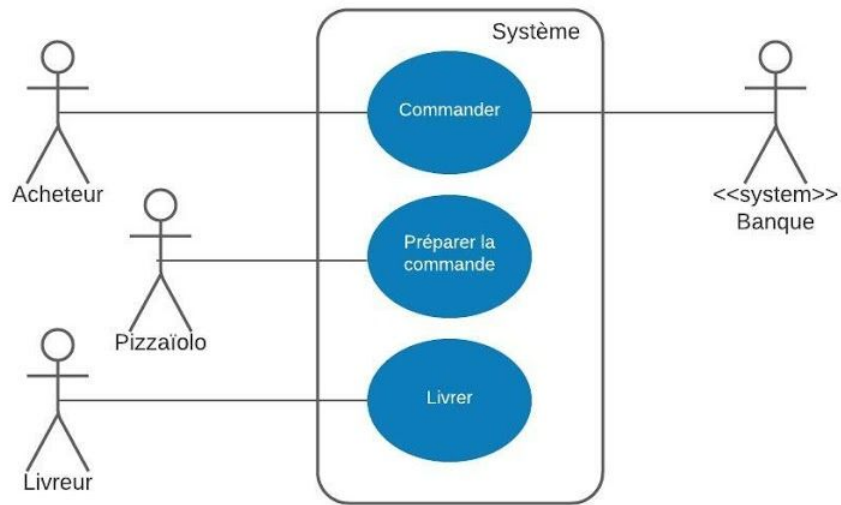 Système
Commander
Acheteur
<<system>>
Banque
Préparer la
commande
Pizzaïolo
Livrer
Livreur